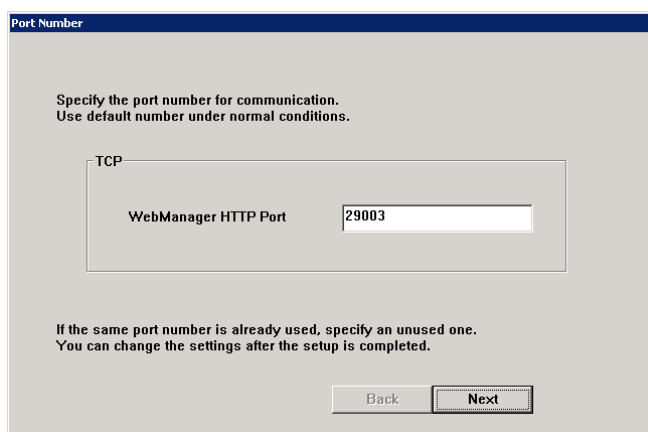 Port Number
Specify the port number for communication.
Use default number under normal conditions.
TCP
WebManager HTTP Port
29003
If the same port number is already used, specify an unused one.
You can change the settings after the setup is completed.
Back
Next